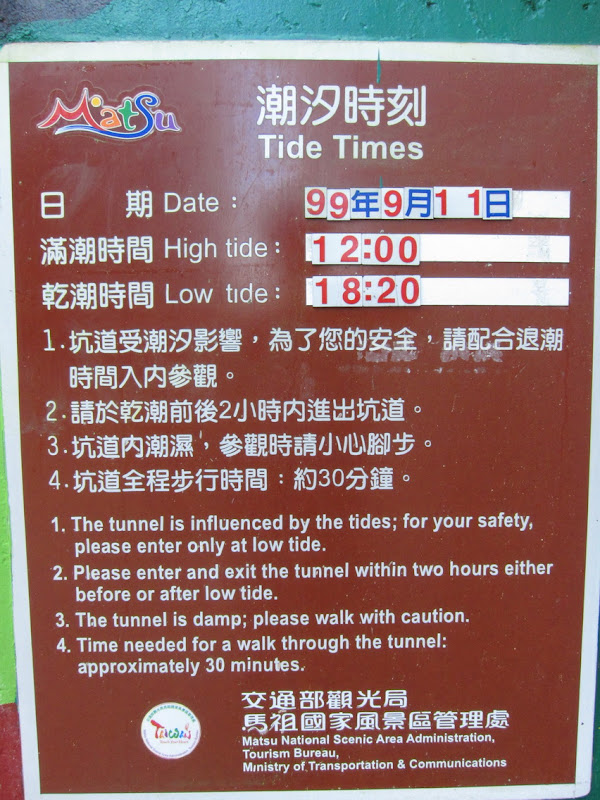 Matsu
潮汐時刻
Tide Times
日 期 Date： 99年9月11日
滿潮時間 High tide： 12:00
乾潮時間 Low tide： 18:20
1.坑道受潮汐影響，為了您的安全，請配合退潮
時間入內參觀。
2.請於乾潮前後2小時內進出坑道。
3.坑道內潮濕，參觀時請小心腳步。
4.坑道全程步行時間：約30分鐘。
1. The tunnel is influenced by the tides; for your safety,
please enter only at low tide.
2. Please enter and exit the tunnel within two hours either
before or after low tide.
3. The tunnel is damp; please walk with caution.
4. Time needed for a walk through the tunnel:
approximately 30 minutes.
交通部觀光局
馬祖國家風景區管理處
Matsu National Scenic Area Administration,
Tourism Bureau,
Ministry of Transportation & Communications
TAIWAN